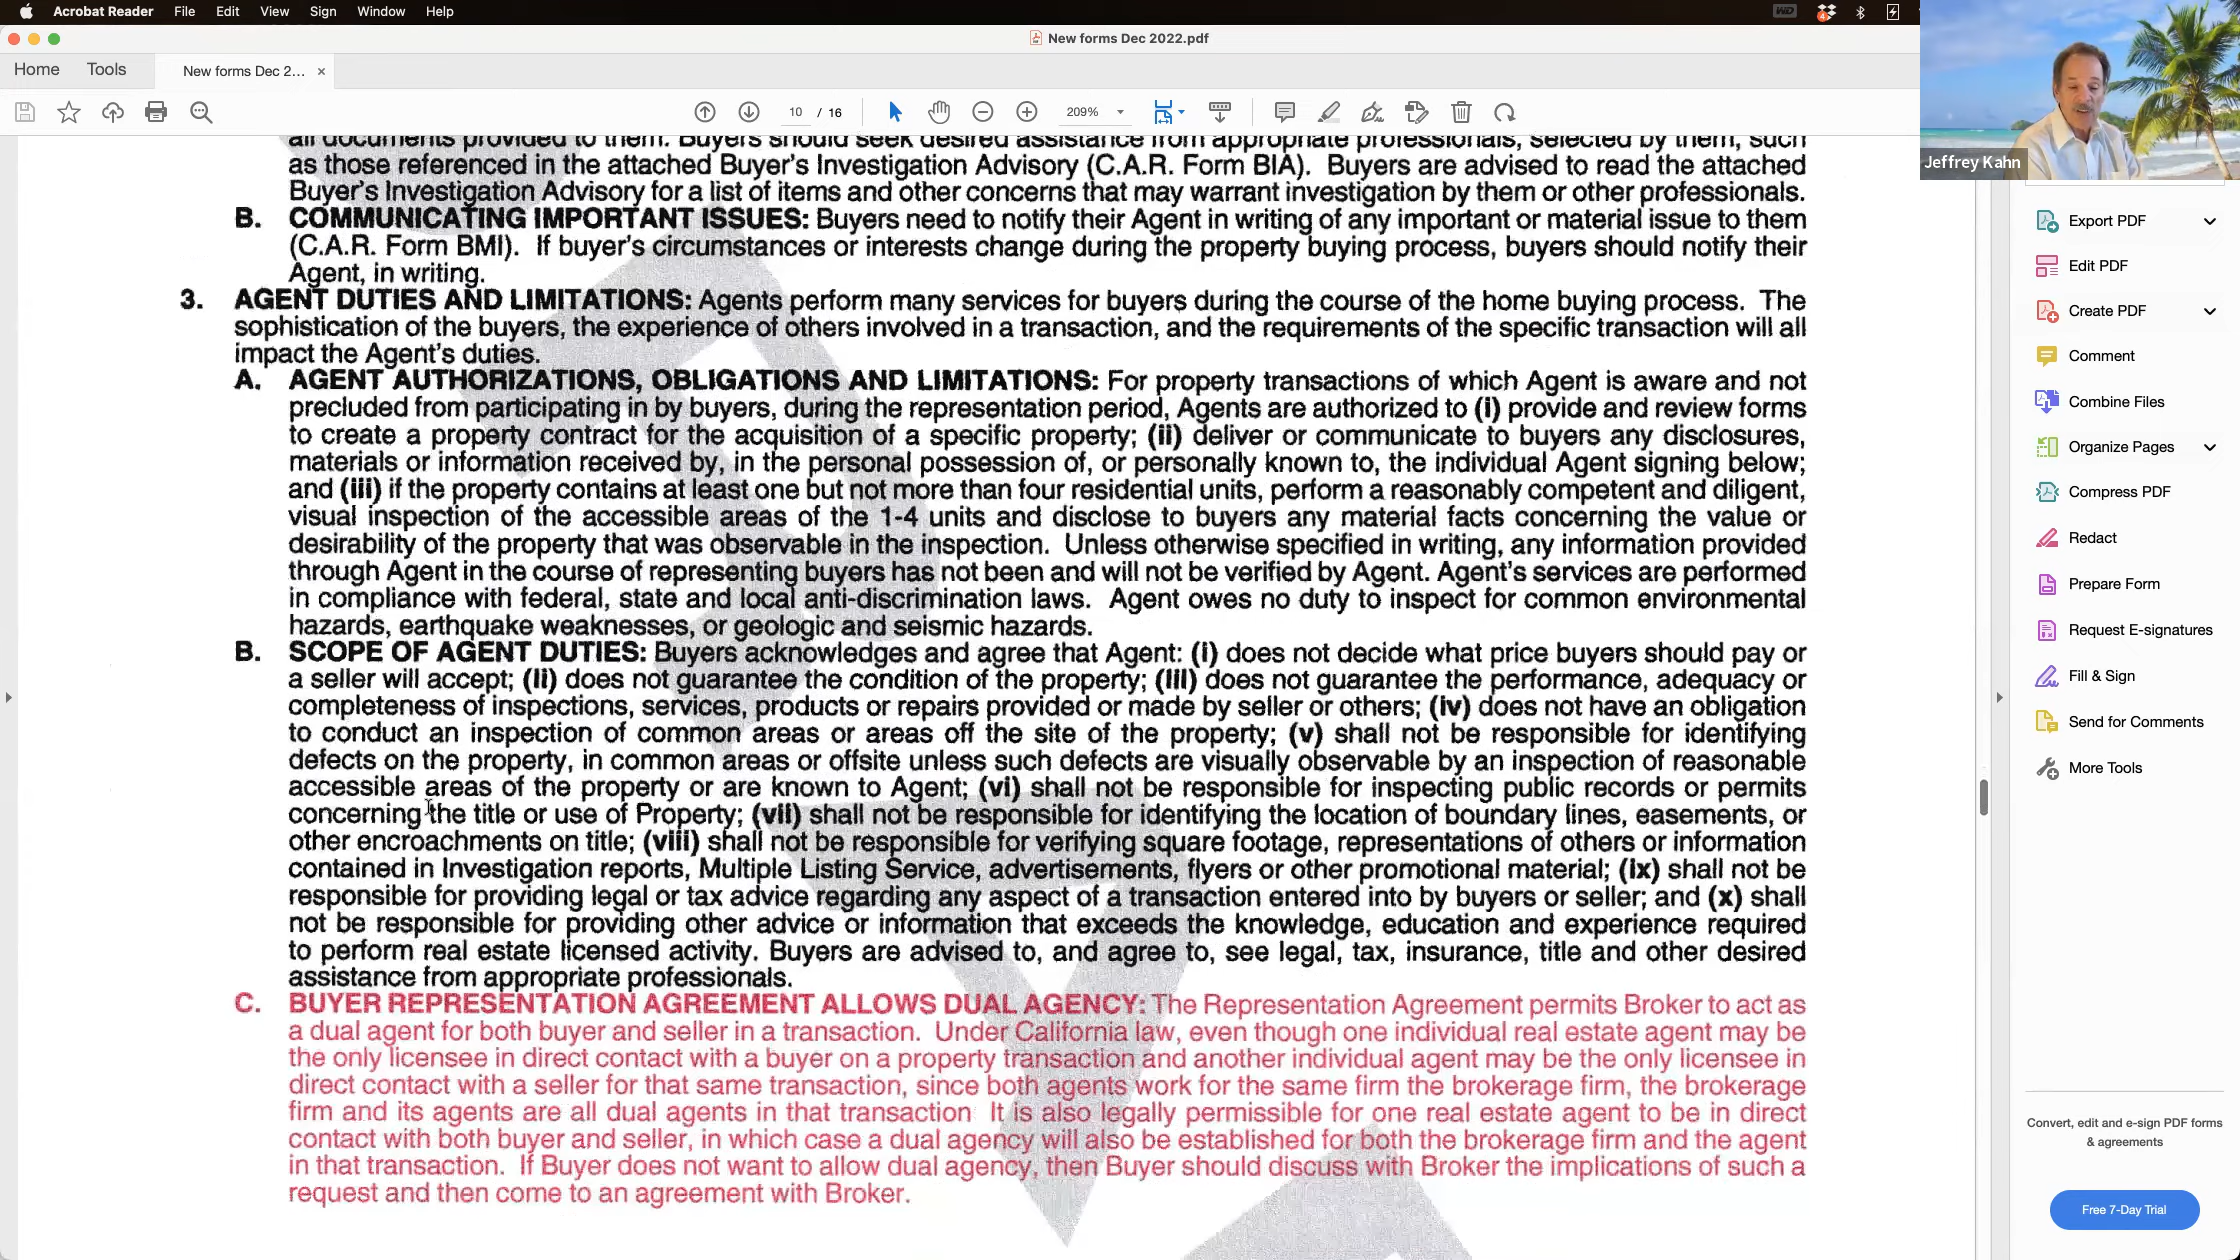 Acrobat Reader File Edit View Sign Window Help
New forms Dec 2022.pdf
Home Tools New forms Dec 2... ×
10 / 16 209%
all documents provided to them. Buyers should seek desired assistance from appropriate professionals, selected by them, such
as those referenced in the attached Buyer's Investigation Advisory (C.A.R. Form BIA). Buyers are advised to read the attached
Buyer's Investigation Advisory for a list of items and other concerns that may warrant investigation by them or other professionals.
B. COMMUNICATING IMPORTANT ISSUES: Buyers need to notify their Agent in writing of any important or material issue to them
(C.A.R. Form BMI). If buyer's circumstances or interests change during the property buying process, buyers should notify their
Agent, in writing.
3. AGENT DUTIES AND LIMITATIONS: Agents perform many services for buyers during the course of the home buying process. The
sophistication of the buyers, the experience of others involved in a transaction, and the requirements of the specific transaction will all
impact the Agent's duties.
A. AGENT AUTHORIZATIONS, OBLIGATIONS AND LIMITATIONS: For property transactions of which Agent is aware and not
precluded from participating in by buyers, during the representation period, Agents are authorized to (i) provide and review forms
to create a property contract for the acquisition of a specific property; (ii) deliver or communicate to buyers any disclosures,
materials or information received by, in the personal possession of, or personally known to, the individual Agent signing below;
and (iii) if the property contains at least one but not more than four residential units, perform a reasonably competent and diligent,
visual inspection of the accessible areas of the 1-4 units and disclose to buyers any material facts concerning the value or
desirability of the property that was observable in the inspection. Unless otherwise specified in writing, any information provided
through Agent in the course of representing buyers has not been and will not be verified by Agent. Agent's services are performed
in compliance with federal, state and local anti-discrimination laws. Agent owes no duty to inspect for common environmental
hazards, earthquake weaknesses, or geologic and seismic hazards.
B. SCOPE OF AGENT DUTIES: Buyers acknowledges and agree that Agent: (i) does not decide what price buyers should pay or
a seller will accept; (ii) does not guarantee the condition of the property; (iii) does not guarantee the performance, adequacy or
completeness of inspections, services, products or repairs provided or made by seller or others; (iv) does not have an obligation
to conduct an inspection of common areas or areas off the site of the property; (v) shall not be responsible for identifying
defects on the property, in common areas or offsite unless such defects are visually observable by an inspection of reasonable
accessible areas of the property or are known to Agent; (vi) shall not be responsible for inspecting public records or permits
concerning the title or use of Property; (vii) shall not be responsible for identifying the location of boundary lines, easements, or
other encroachments on title; (viii) shall not be responsible for verifying square footage, representations of others or information
contained in Investigation reports, Multiple Listing Service, advertisements, flyers or other promotional material; (ix) shall not be
responsible for providing legal or tax advice regarding any aspect of a transaction entered into by buyers or seller; and (x) shall
not be responsible for providing other advice or information that exceeds the knowledge, education and experience required
to perform real estate licensed activity. Buyers are advised to, and agree to, see legal, tax, insurance, title and other desired
assistance from appropriate professionals.
C. BUYER REPRESENTATION AGREEMENT ALLOWS DUAL AGENCY: The Representation Agreement permits Broker to act as
a dual agent for both buyer and seller in a transaction. Under California law, even though one individual real estate agent may be
the only licensee in direct contact with a buyer on a property transaction and another individual agent may be the only licensee in
direct contact with a seller for that same transaction, since both agents work for the same firm the brokerage firm, the brokerage
firm and its agents are all dual agents in that transaction It is also legally permissible for one real estate agent to be in direct
contact with both buyer and seller, in which case a dual agency will also be established for both the brokerage firm and the agent
in that transaction. If Buyer does not want to allow dual agency, then Buyer should discuss with Broker the implications of such a
request and then come to an agreement with Broker.
Jeffrey Kahn
Export PDF
Edit PDF
Create PDF
Comment
Combine Files
Organize Pages
Compress PDF
Redact
Prepare Form
Request E-signatures
Fill & Sign
Send for Comments
More Tools
Convert, edit and e-sign PDF forms
& agreements
Free 7-Day Trial